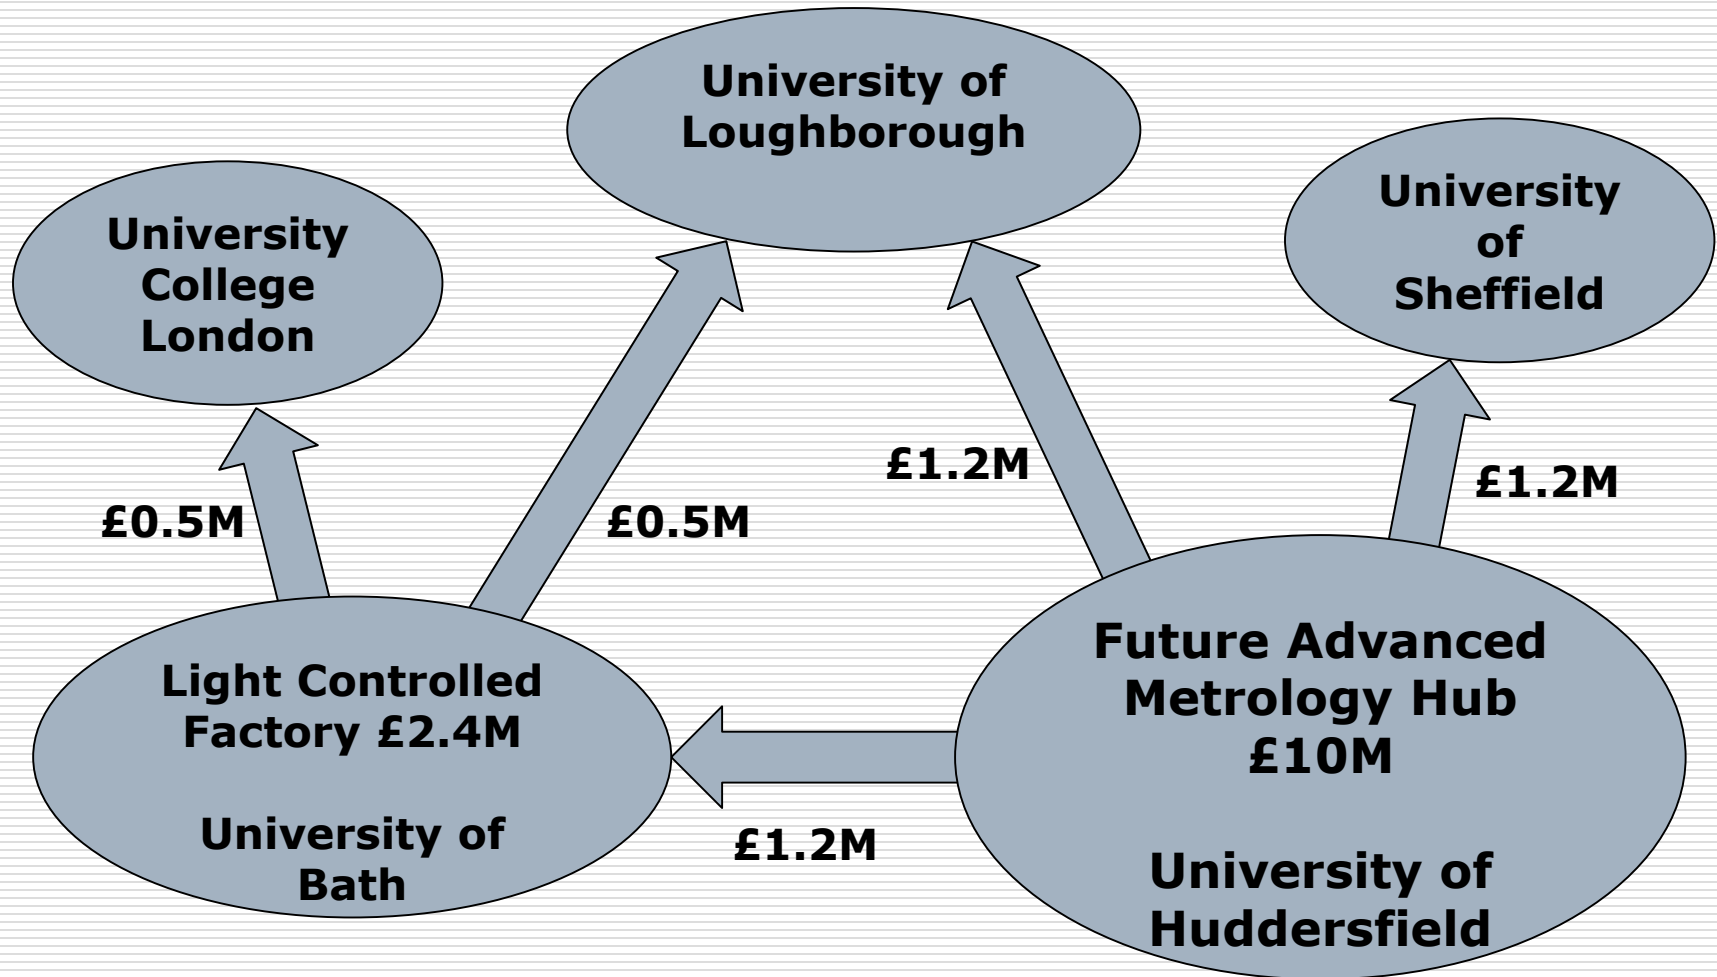 University of
Loughborough
University
of
Sheffield
University
College
London
£1.2M
£1.2M
£0.5M
£0.5M
Future Advanced
Metrology Hub
£10M
University of
Huddersfield
Light Controlled
Factory £2.4M
University of
Bath
£1.2M